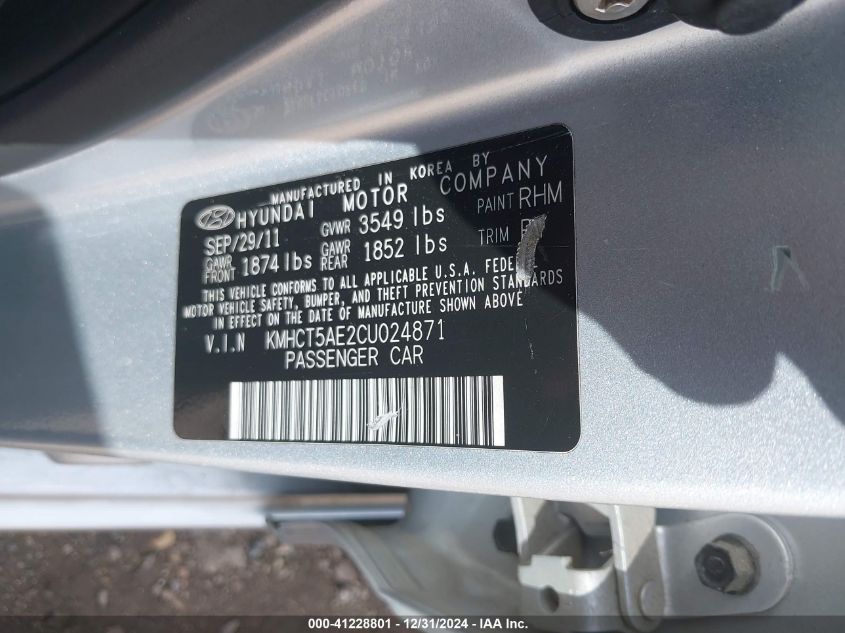 MANUFACTURED IN KOREA BY
HYUNDAI MOTOR COMPANY
SEP/29/11 GVWR 3549 lbs PAINT RHM
GAWR FRONT 1874 lbs GAWR REAR 1852 lbs TRIM
THIS VEHICLE CONFORMS TO ALL APPLICABLE U.S.A. FEDERAL
MOTOR VEHICLE SAFETY, BUMPER, AND THEFT PREVENTION STANDARDS
IN EFFECT ON THE DATE OF MANUFACTURE SHOWN ABOVE
V.I.N KMHCT5AE2CU024871
PASSENGER CAR
000-41228801 - 12/31/2024 - IAA Inc.